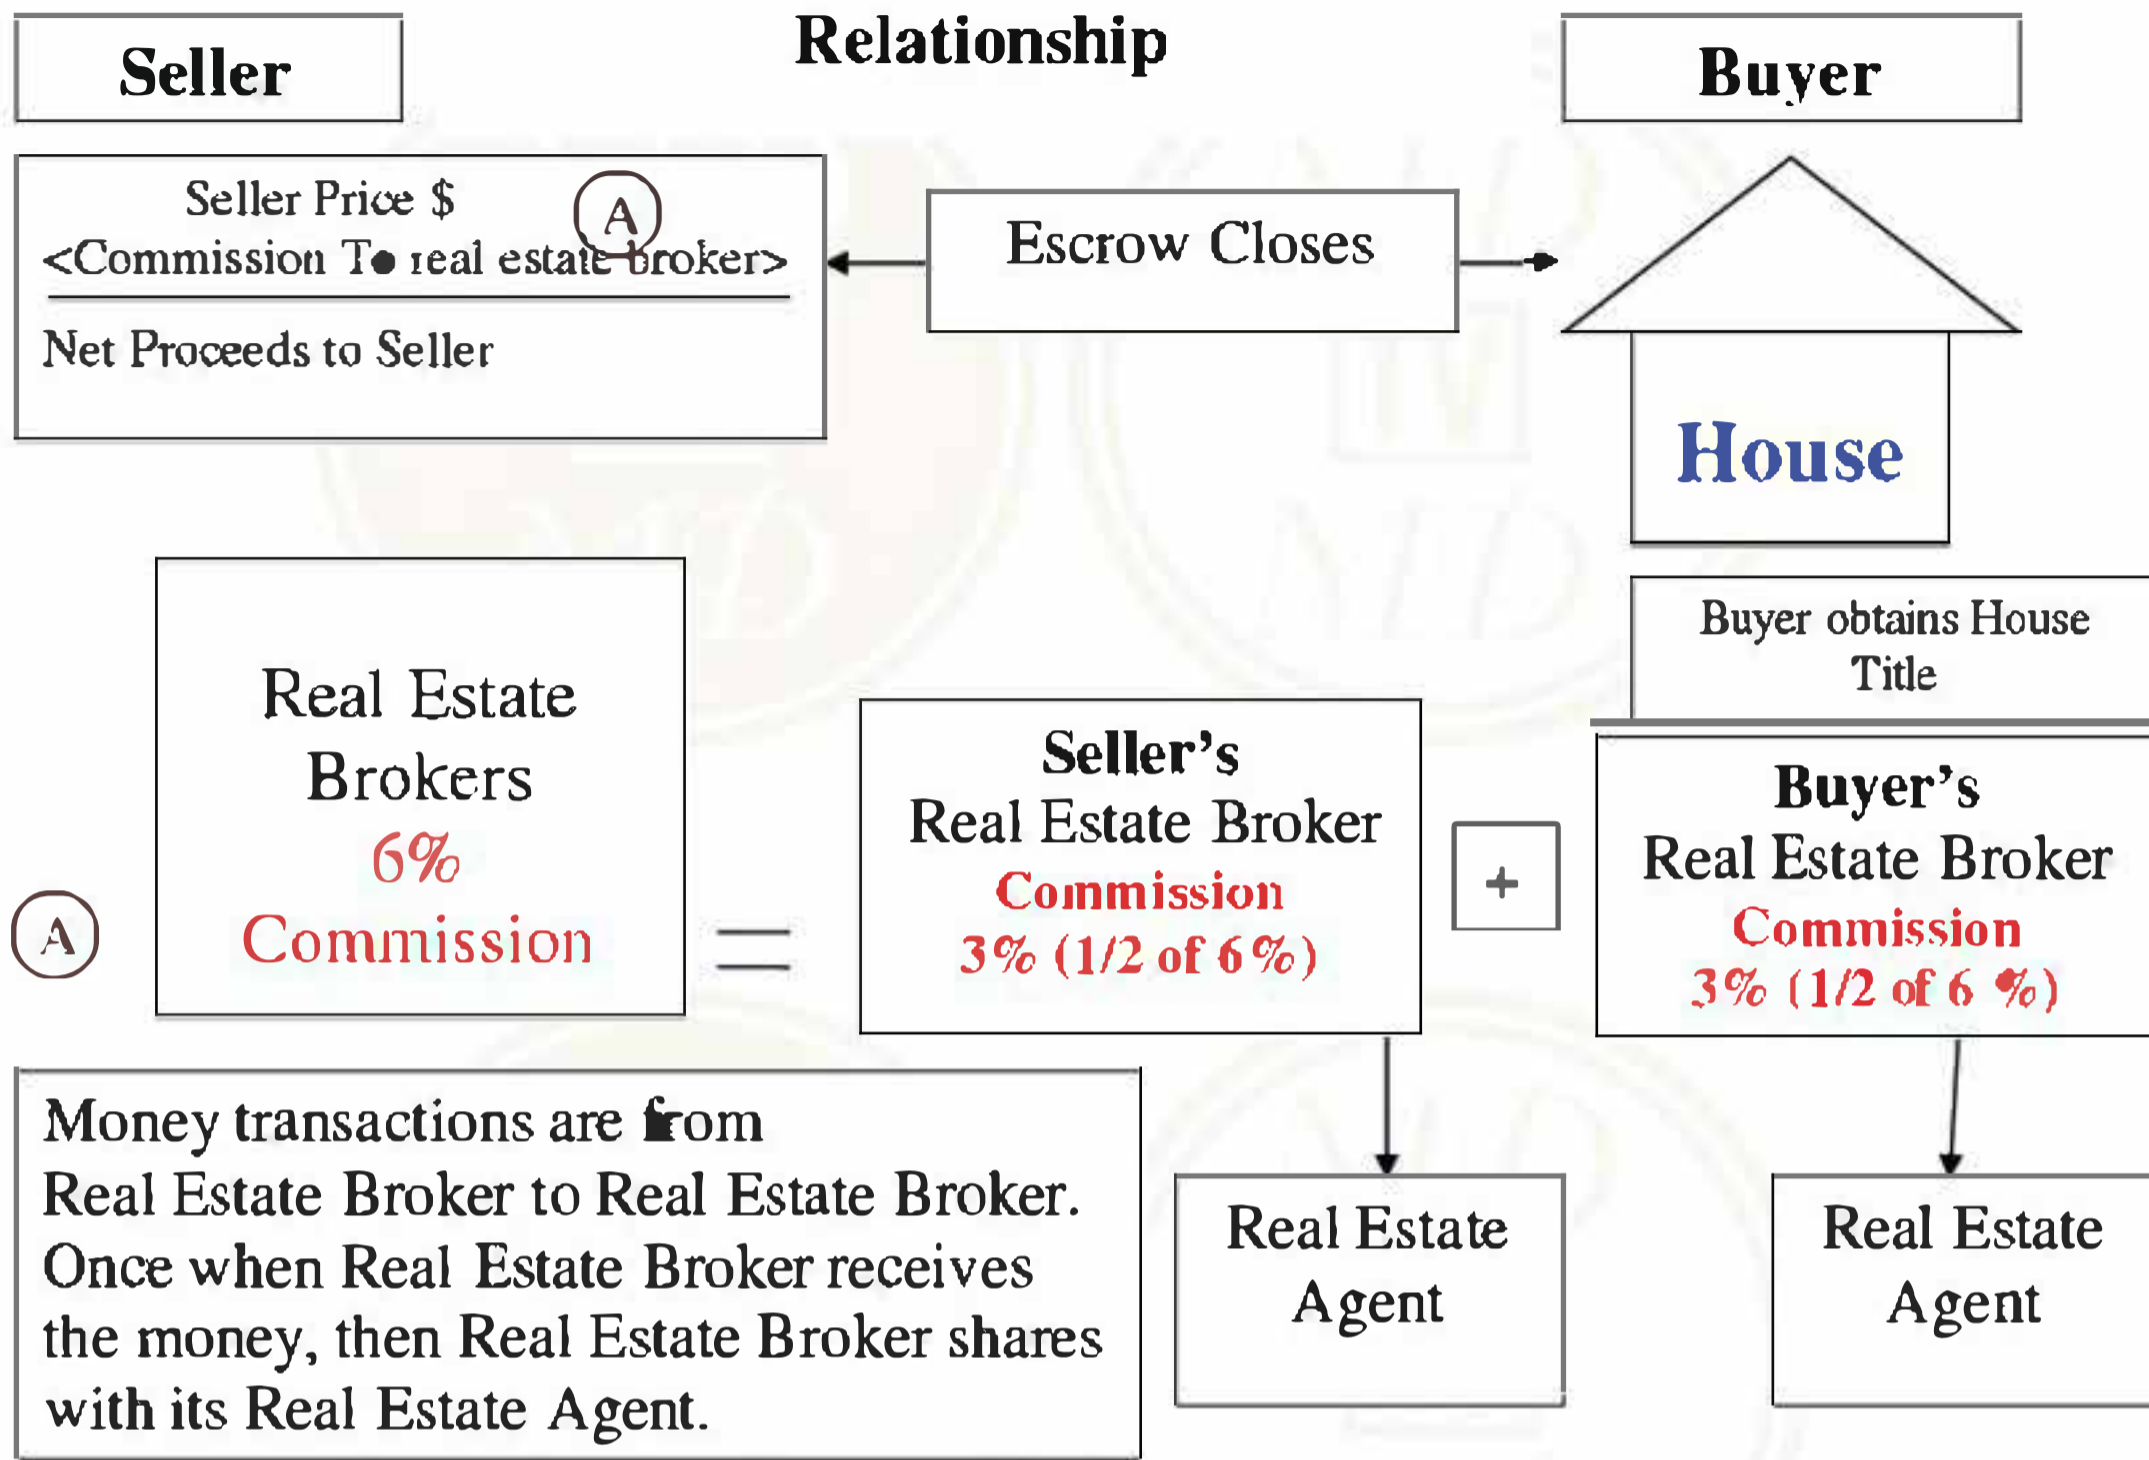 Relationship
Seller
Buyer
Seller Price $
A
<Commission To real estate broker>
Net Proceeds to Seller
Escrow Closes
House
Buyer obtains House
Title
Real Estate
Brokers
6%
Commission
A
=
Seller's
Real Estate Broker
Commission
3% (1/2 of 6%)
+
Buyer's
Real Estate Broker
Commission
3% (1/2 of 6 %)
Money transactions are from
Real Estate Broker to Real Estate Broker.
Once when Real Estate Broker receives
the money, then Real Estate Broker shares
with its Real Estate Agent.
Real Estate
Agent
Real Estate
Agent